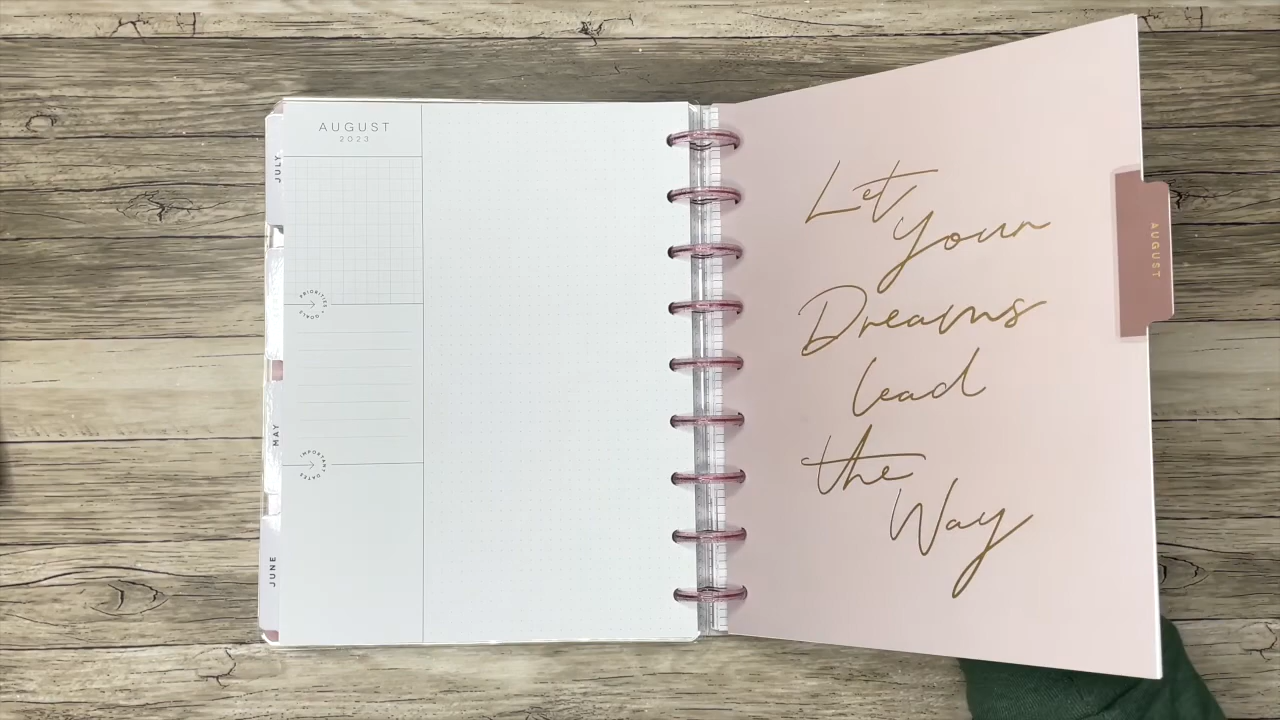 AUGUST
2023
JULY
PRIORITIES + GOALS
MAY
IMPORTANT DATES
JUNE
Let
Your
Dreams
lead
the
Way
AUGUST